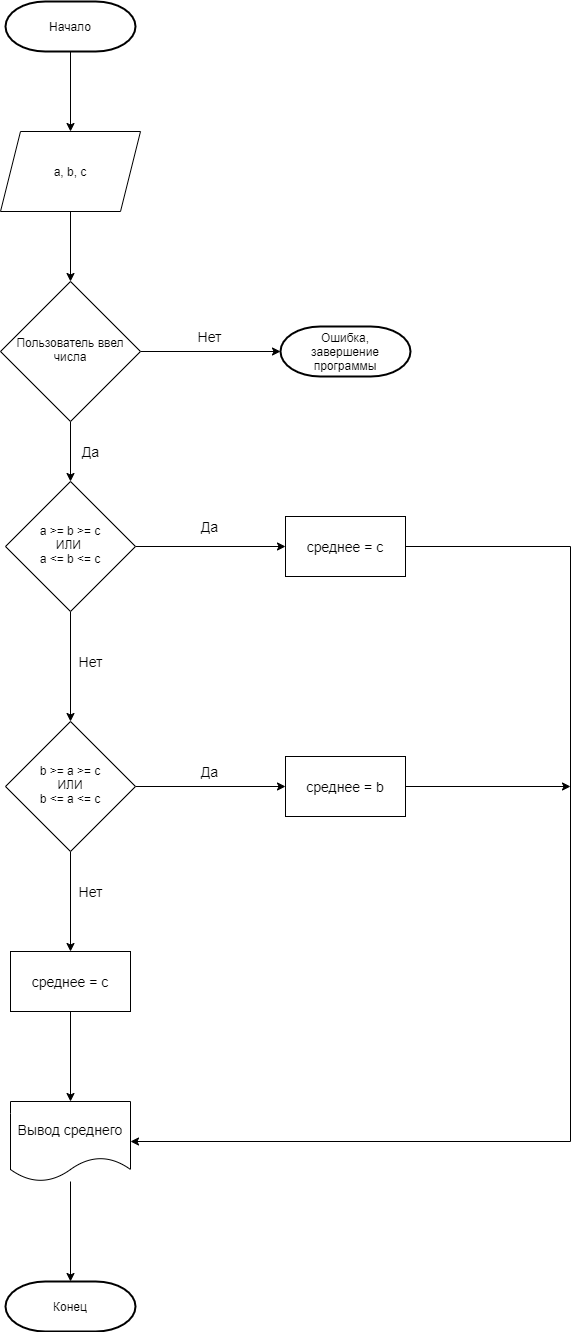 Начало
a, b, c
Пользователь ввел
числа
Нет
Ошибка,
завершение
программы
Да
a >= b >= c
ИЛИ
a <= b <= c
Да
среднее = c
Нет
b >= a >= c
ИЛИ
b <= a <= c
Да
среднее = b
Нет
среднее = c
Вывод среднего
Конец